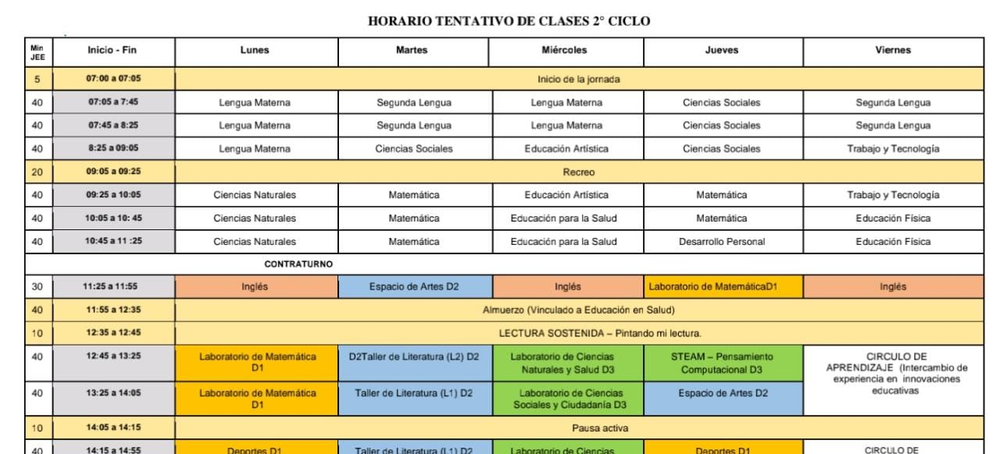 HORARIO TENTATIVO DE CLASES 2° CICLO
Min JEE Inicio - Fin Lunes Martes Miércoles Jueves Viernes
5 07:00 a 07:05 Inicio de la jornada
40 07:05 a 7:45 Lengua Materna Segunda Lengua Lengua Materna Ciencias Sociales Segunda Lengua
40 07:45 a 8:25 Lengua Materna Segunda Lengua Lengua Materna Ciencias Sociales Segunda Lengua
40 8:25 a 09:05 Lengua Materna Ciencias Sociales Educación Artística Ciencias Sociales Trabajo y Tecnología
20 09:05 a 09:25 Recreo
40 09:25 a 10:05 Ciencias Naturales Matemática Educación Artística Matemática Trabajo y Tecnología
40 10:05 a 10: 45 Ciencias Naturales Matemática Educación para la Salud Matemática Educación Física
40 10:45 a 11 :25 Ciencias Naturales Matemática Educación para la Salud Desarrollo Personal Educación Física
CONTRATURNO
30 11:25 a 11:55 Inglés Espacio de Artes D2 Inglés Laboratorio de MatemáticaD1 Inglés
40 11:55 a 12:35 Almuerzo (Vinculado a Educación en Salud)
10 12:35 a 12:45 LECTURA SOSTENIDA – Pintando mi lectura.
40 12:45 a 13:25 Laboratorio de Matemática D1 D2Taller de Literatura (L2) D2 Laboratorio de Ciencias Naturales y Salud D3 STEAM – Pensamiento Computacional D3 CIRCULO DE APRENDIZAJE (Intercambio de experiencia en innovaciones educativas
40 13:25 a 14:05 Laboratorio de Matemática D1 Taller de Literatura (L1) D2 Laboratorio de Ciencias Sociales y Ciudadanía D3 Espacio de Artes D2
10 14:05 a 14:15 Pausa activa
40 14:15 a 14:55 Deportes D1 Taller de Literatura (L1) D2 Laboratorio de Ciencias Deportes D1 CIRCULO DE